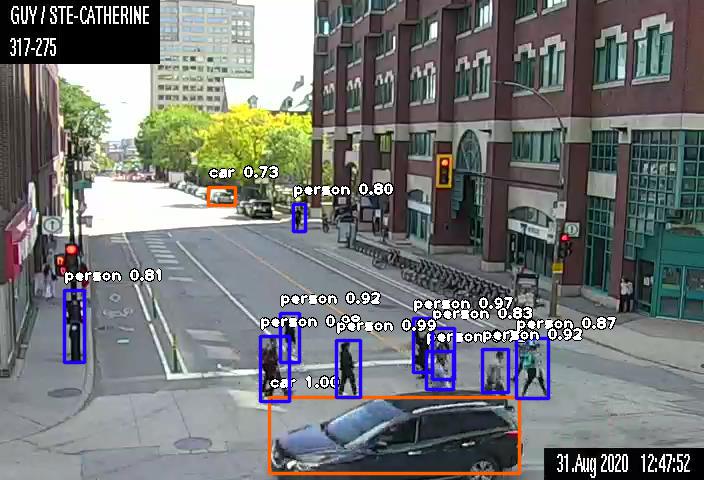 GUY / STE-CATHERINE
317-275
car 0.73
person 0.80
person 0.81
person 0.92
person 0.97
person 0.83
person 0.98
person 0.99
person
person 0.92
person 0.87
car 1.00
31.Aug 2020 12:47:52